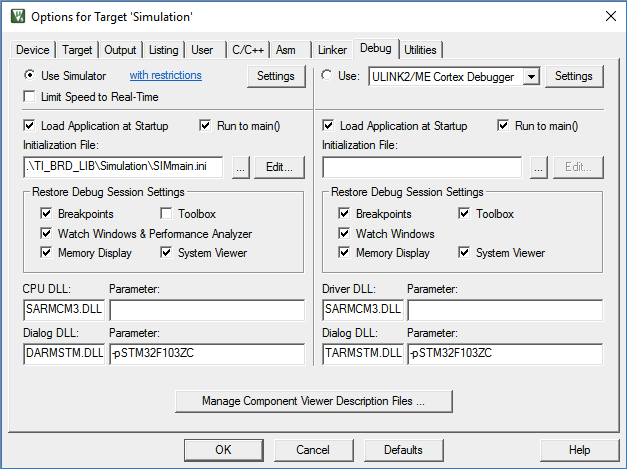 Options for Target 'Simulation'
Device Target Output Listing User C/C++ Asm Linker Debug Utilities
Use Simulator with restrictions Settings
Limit Speed to Real-Time
Use: ULINK2/ME Cortex Debugger Settings
Load Application at Startup Run to main()
Initialization File:
.\TI_BRD_LIB\Simulation\SIMmain.ini ... Edit...
Load Application at Startup Run to main()
Initialization File:
... Edit...
Restore Debug Session Settings
Breakpoints Toolbox
Watch Windows & Performance Analyzer
Memory Display System Viewer
Restore Debug Session Settings
Breakpoints Toolbox
Watch Windows
Memory Display System Viewer
CPU DLL: Parameter:
SARMCM3.DLL
Dialog DLL: Parameter:
DARMSTM.DLL -pSTM32F103ZC
Driver DLL: Parameter:
SARMCM3.DLL
Dialog DLL: Parameter:
TARMSTM.DLL -pSTM32F103ZC
Manage Component Viewer Description Files ...
OK Cancel Defaults Help